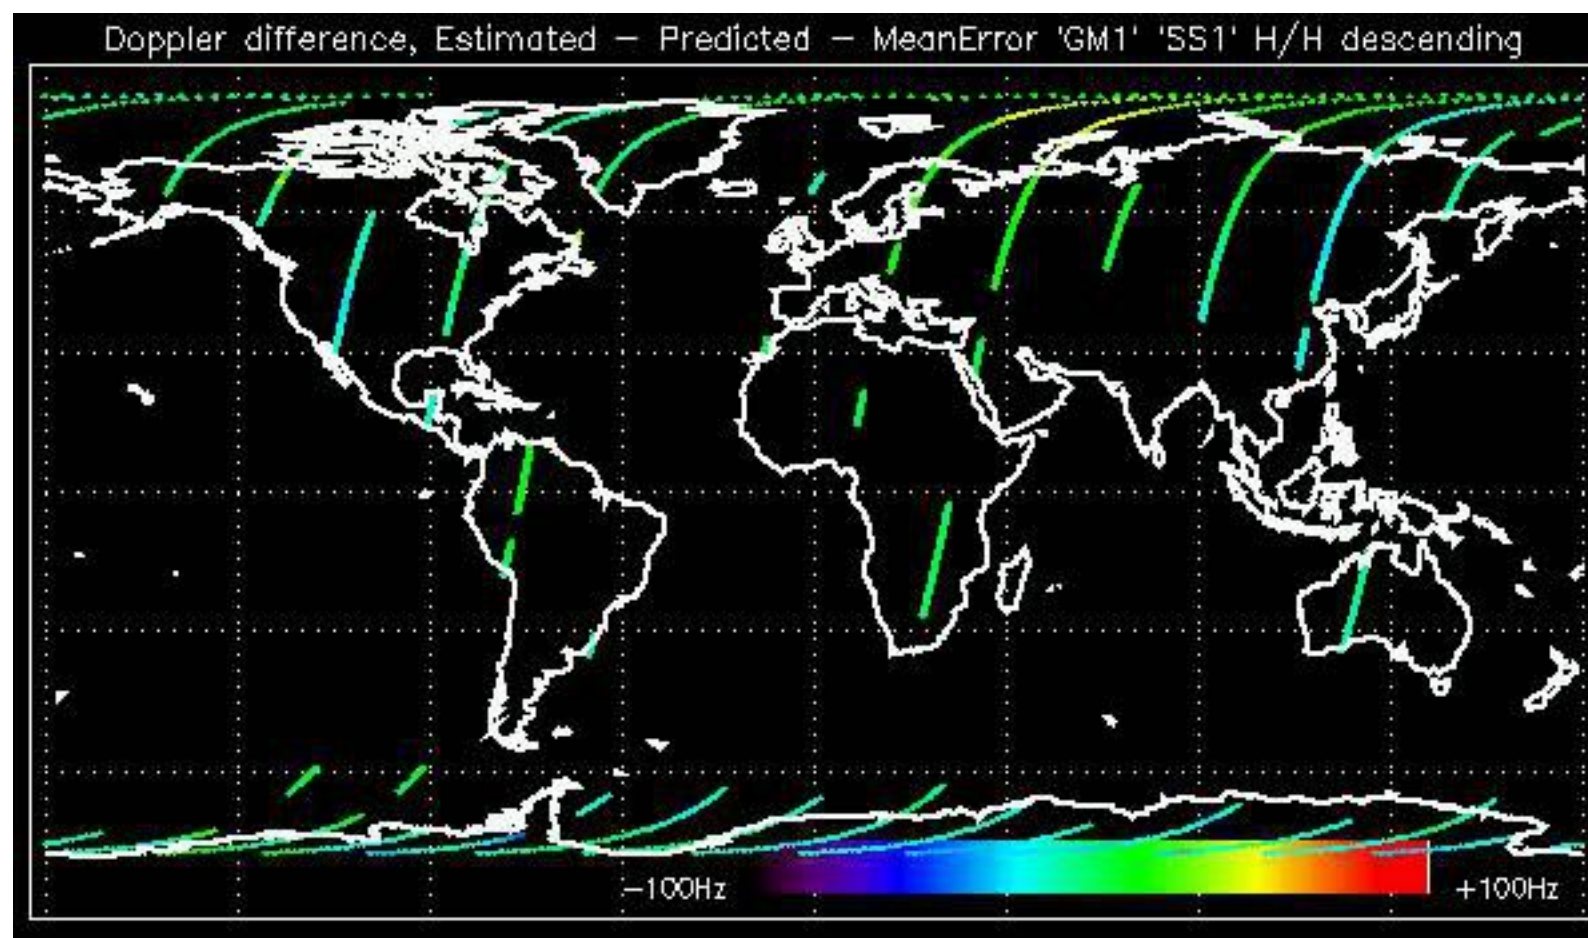 Doppler difference, Estimated – Predicted – MeanError 'GM1' 'SS1' H/H descending
–100Hz +100Hz